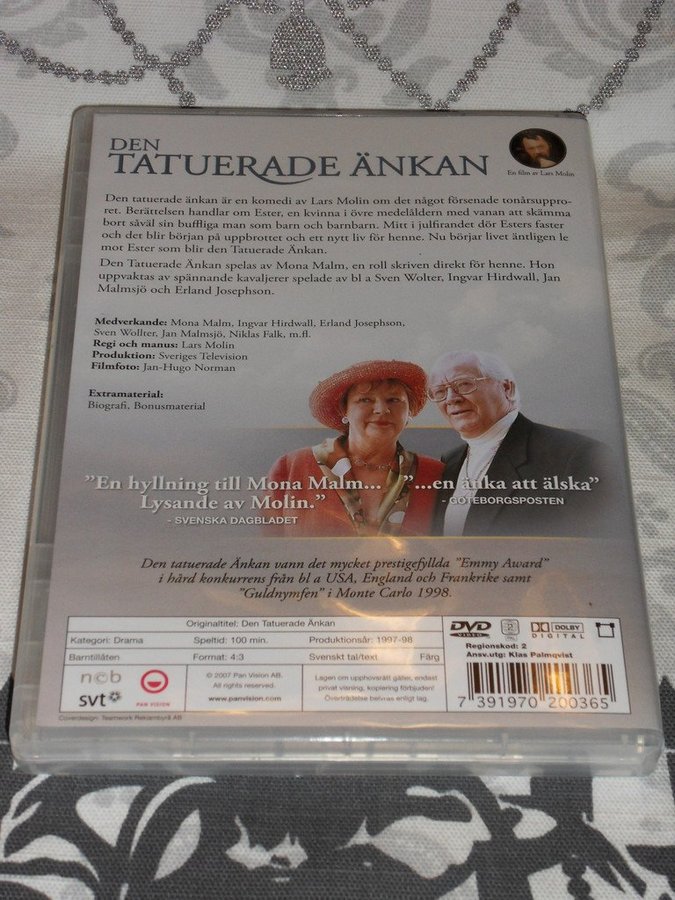 DEN
TATUERADE ÄNKAN
En film av Lars Molin
Den tatuerade änkan är en komedi av Lars Molin om det något försenade tonårsuppro-
ret. Berättelsen handlar om Ester, en kvinna i övre medelåldern med vanan att skämma
bort såväl sin buffliga man som barn och barnbarn. Mitt i julfirandet dör Esters faster
och det blir början på uppbrottet och ett nytt liv för henne. Nu börjar livet äntligen le
mot Ester som blir den Tatuerade Änkan.
Den Tatuerade Änkan spelas av Mona Malm, en roll skriven direkt för henne. Hon
uppvaktas av spännande kavaljerer spelade av bl a Sven Wolter, Ingvar Hirdwall, Jan
Malmsjö och Erland Josephson.
Medverkande: Mona Malm, Ingvar Hirdwall, Erland Josephson,
Sven Wollter, Jan Malmsjö, Niklas Falk, m.fl.
Regi och manus: Lars Molin
Produktion: Sveriges Television
Filmfoto: Jan-Hugo Norman
Extramaterial:
Biografi, Bonusmaterial
"En hyllning till Mona Malm...
Lysande av Molin."
- SVENSKA DAGBLADET
"...en änka att älska"
- GÖTEBORGSPOSTEN
Den tatuerade Änkan vann det mycket prestigefyllda "Emmy Award"
i hård konkurrens från bl a USA, England och Frankrike samt
"Guldnymfen" i Monte Carlo 1998.
Originaltitel: Den Tatuerade Änkan
Kategori: Drama Speltid: 100 min. Produktionsår: 1997-98
Barntillåten Format: 4:3 Svenskt tal/text Färg
ncb
svt
PAN VISION
© 2007 Pan Vision AB.
All rights reserved.
www.panvision.com
Lagen om upphovsrätt gäller, endast
privat visning, kopiering förbjuden!
Överträdelse beivras enligt lag.
DVD
VIDEO
2
PAL
DOLBY
DIGITAL
Regionskod: 2
Ansv.utg: Klas Palmqvist
7 391970 200365
Coverdesign: Teamwork Reklambyrå AB